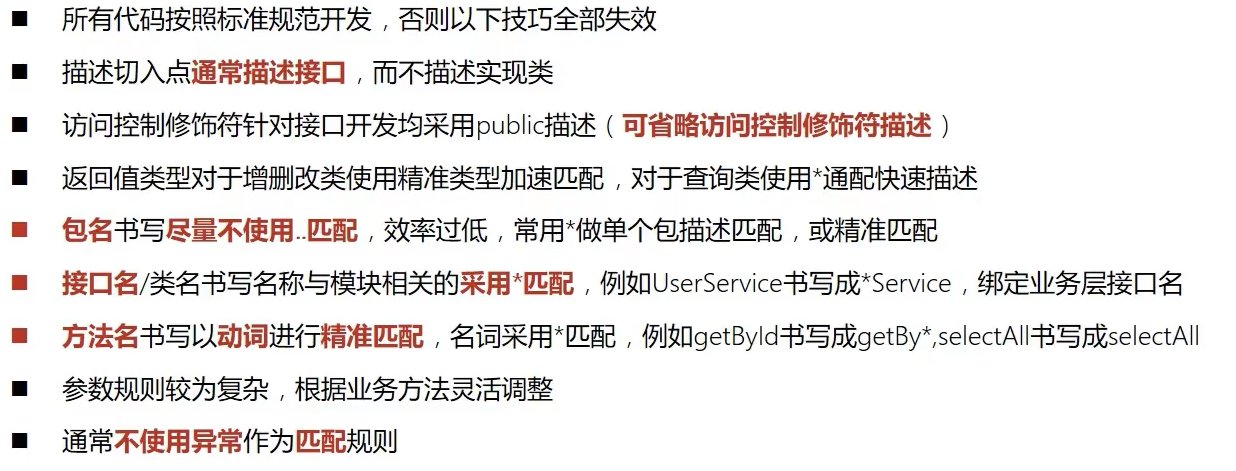 所有代码按照标准规范开发，否则以下技巧全部失效
描述切入点通常描述接口，而不描述实现类
访问控制修饰符针对接口开发均采用public描述（可省略访问控制修饰符描述）
返回值类型对于增删改类使用精准类型加速匹配，对于查询类使用*通配快速描述
包名书写尽量不使用..匹配，效率过低，常用*做单个包描述匹配，或精准匹配
接口名/类名书写名称与模块相关的采用*匹配，例如UserService书写成*Service，绑定业务层接口名
方法名书写以动词进行精准匹配，名词采用*匹配，例如getById书写成getBy*,selectAll书写成selectAll
参数规则较为复杂，根据业务方法灵活调整
通常不使用异常作为匹配规则